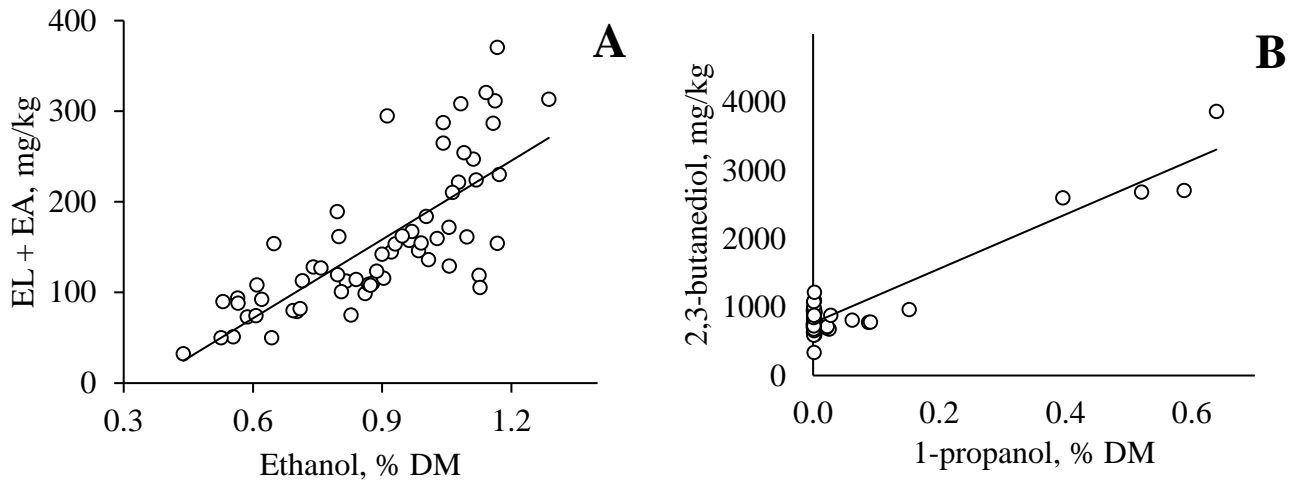 A
EL + EA, mg/kg
400
300
200
100
0
0.3 0.6 0.9 1.2
Ethanol, % DM
B
2,3-butanediol, mg/kg
4000
3000
2000
1000
0
0.0 0.2 0.4 0.6
1-propanol, % DM